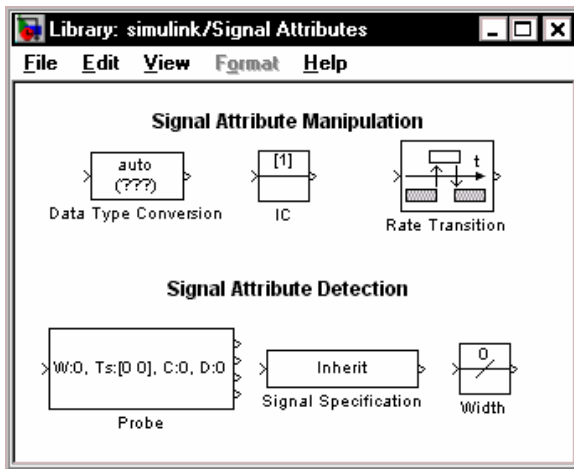 Library: simulink/Signal Attributes
File Edit View Format Help
Signal Attribute Manipulation
auto
(???)
Data Type Conversion
[1]
IC
t
Rate Transition
Signal Attribute Detection
W:0, Ts:[0 0], C:0, D:0
Probe
Inherit
Signal Specification
0
Width